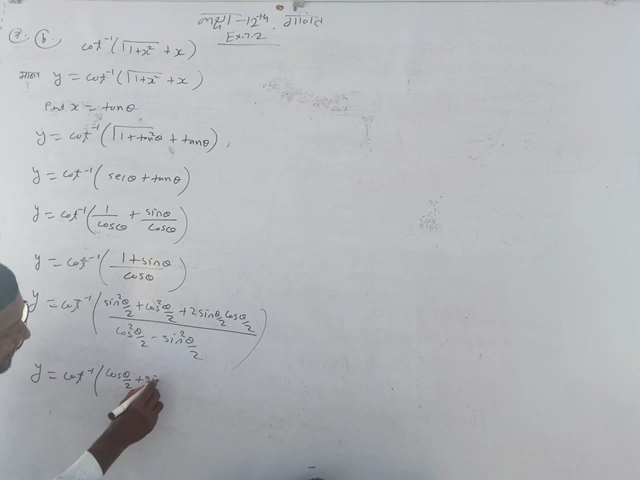 कक्षा - 12th गणित
Ex 7.2
Q. 6. cot⁻¹(√1+x² + x)
माना y = cot⁻¹(√1+x² + x)
Put x = tanθ
y = cot⁻¹(√1+tan²θ + tanθ),
y = cot⁻¹(secθ + tanθ)
y = cot⁻¹(1/cosθ + sinθ/cosθ)
y = cot⁻¹(1+sinθ/cosθ)
y = cot⁻¹(sin²θ/2 + cos²θ/2 + 2sinθ/2 cosθ/2 / cos²θ/2 - sin²θ/2)
y = cot⁻¹(cosθ/2 +